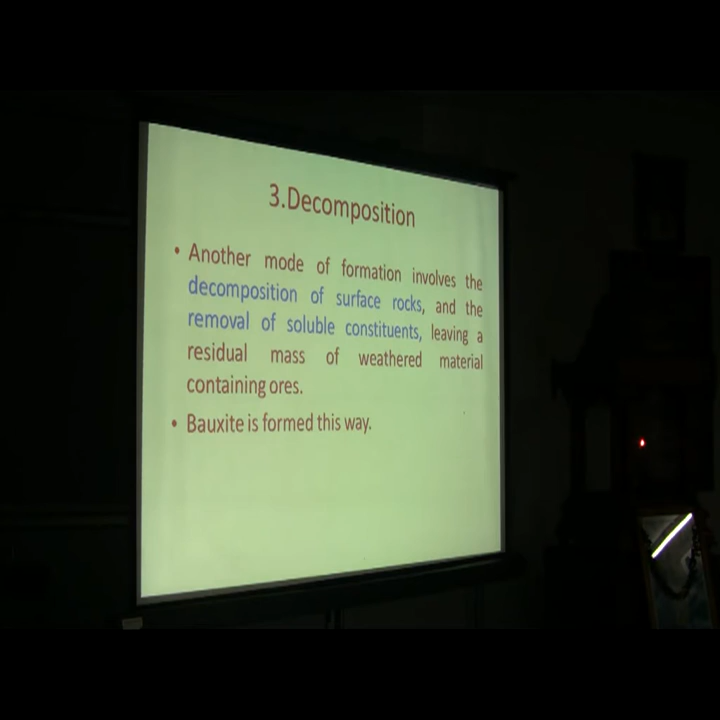 3.Decomposition
• Another mode of formation involves the
decomposition of surface rocks, and the
removal of soluble constituents, leaving a
residual mass of weathered material
containing ores.
• Bauxite is formed this way.